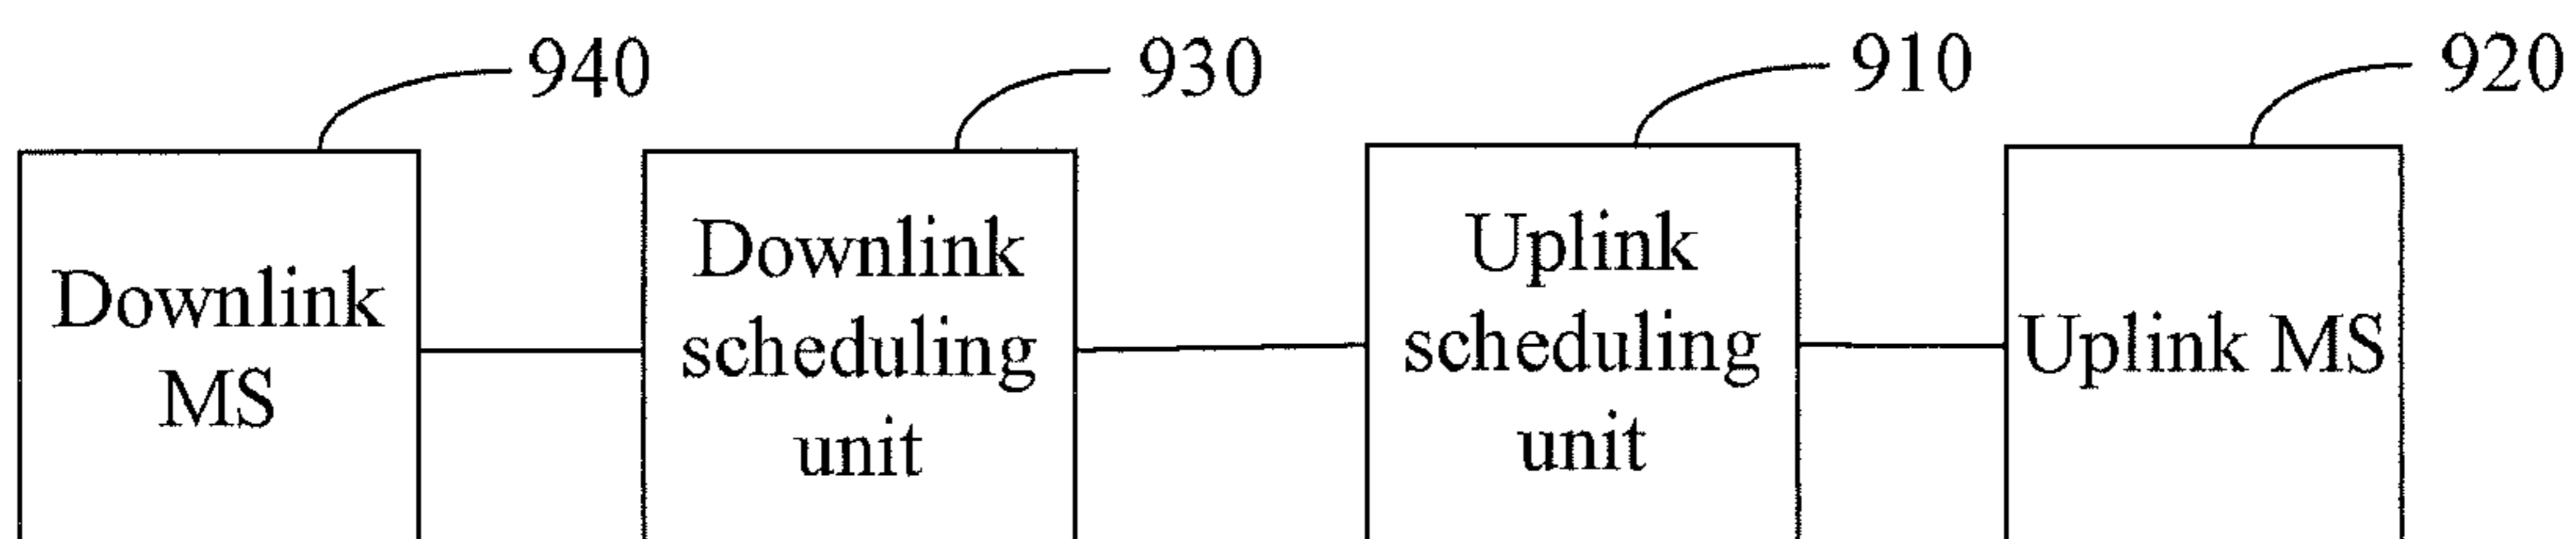 940
930
910
920
Downlink
MS
Downlink
scheduling
unit
Uplink
scheduling
unit
Uplink MS